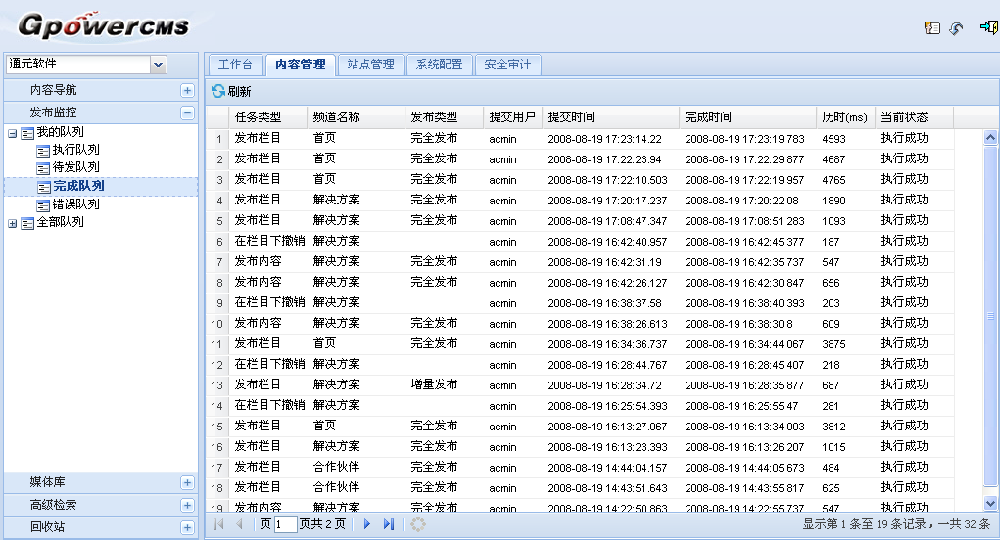 GpowerCMS
通元软件
内容导航
发布监控
我的队列
执行队列
待发队列
完成队列
错误队列
全部队列
媒体库
高级检索
回收站
工作台 内容管理 站点管理 系统配置 安全审计
刷新
任务类型 频道名称 发布类型 提交用户 提交时间 完成时间 历时(ms) 当前状态
1 发布栏目 首页 完全发布 admin 2008-08-19 17:23:14.22 2008-08-19 17:23:19.783 4593 执行成功
2 发布栏目 首页 完全发布 admin 2008-08-19 17:22:23.94 2008-08-19 17:22:29.877 4687 执行成功
3 发布栏目 首页 完全发布 admin 2008-08-19 17:22:10.503 2008-08-19 17:22:19.957 4765 执行成功
4 发布栏目 解决方案 完全发布 admin 2008-08-19 17:20:17.237 2008-08-19 17:20:22.08 1890 执行成功
5 发布栏目 解决方案 完全发布 admin 2008-08-19 17:08:47.347 2008-08-19 17:08:51.283 1093 执行成功
6 在栏目下撤销 解决方案 admin 2008-08-19 16:42:40.957 2008-08-19 16:42:45.377 187 执行成功
7 发布内容 解决方案 完全发布 admin 2008-08-19 16:42:31.19 2008-08-19 16:42:35.737 547 执行成功
8 发布内容 解决方案 完全发布 admin 2008-08-19 16:42:26.127 2008-08-19 16:42:30.847 656 执行成功
9 在栏目下撤销 解决方案 admin 2008-08-19 16:38:37.58 2008-08-19 16:38:40.393 203 执行成功
10 发布内容 解决方案 完全发布 admin 2008-08-19 16:38:26.613 2008-08-19 16:38:30.8 609 执行成功
11 发布栏目 首页 完全发布 admin 2008-08-19 16:34:36.737 2008-08-19 16:34:44.067 3875 执行成功
12 在栏目下撤销 解决方案 admin 2008-08-19 16:28:44.767 2008-08-19 16:28:45.407 218 执行成功
13 发布栏目 解决方案 增量发布 admin 2008-08-19 16:28:34.72 2008-08-19 16:28:35.877 687 执行成功
14 在栏目下撤销 解决方案 admin 2008-08-19 16:25:54.393 2008-08-19 16:25:55.47 281 执行成功
15 发布栏目 首页 完全发布 admin 2008-08-19 16:13:27.067 2008-08-19 16:13:34.003 3812 执行成功
16 发布栏目 解决方案 完全发布 admin 2008-08-19 16:13:23.393 2008-08-19 16:13:26.207 1015 执行成功
17 发布栏目 合作伙伴 完全发布 admin 2008-08-19 14:44:04.157 2008-08-19 14:44:05.673 484 执行成功
18 发布栏目 合作伙伴 完全发布 admin 2008-08-19 14:43:51.643 2008-08-19 14:43:55.817 625 执行成功
19 发布内容 解决方案 完全发布 admin 2008-08-19 14:22:50.863 2008-08-19 14:22:55.737 547 执行成功
页 1 页共 2 页 显示第 1 条至 19 条记录，一共 32 条